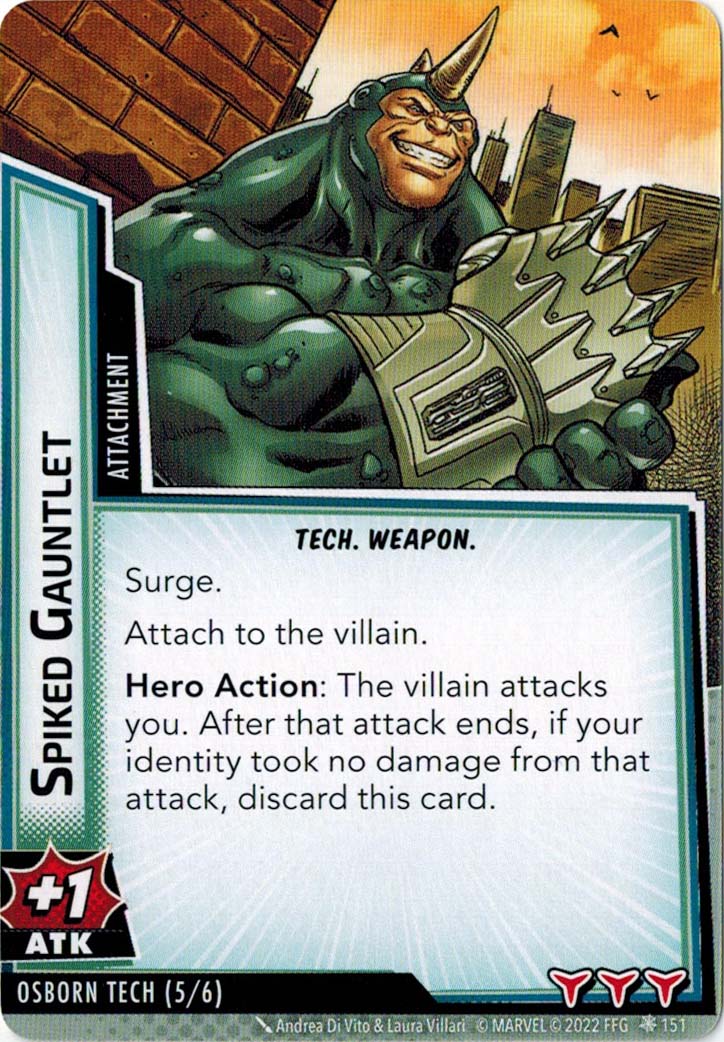 ATTACHMENT
SPIKED GAUNTLET
TECH. WEAPON.
Surge.
Attach to the villain.
Hero Action: The villain attacks
you. After that attack ends, if your
identity took no damage from that
attack, discard this card.
+1
ATK
OSBORN TECH (5/6)
Andrea Di Vito & Laura Villari © MARVEL © 2022 FFG 151